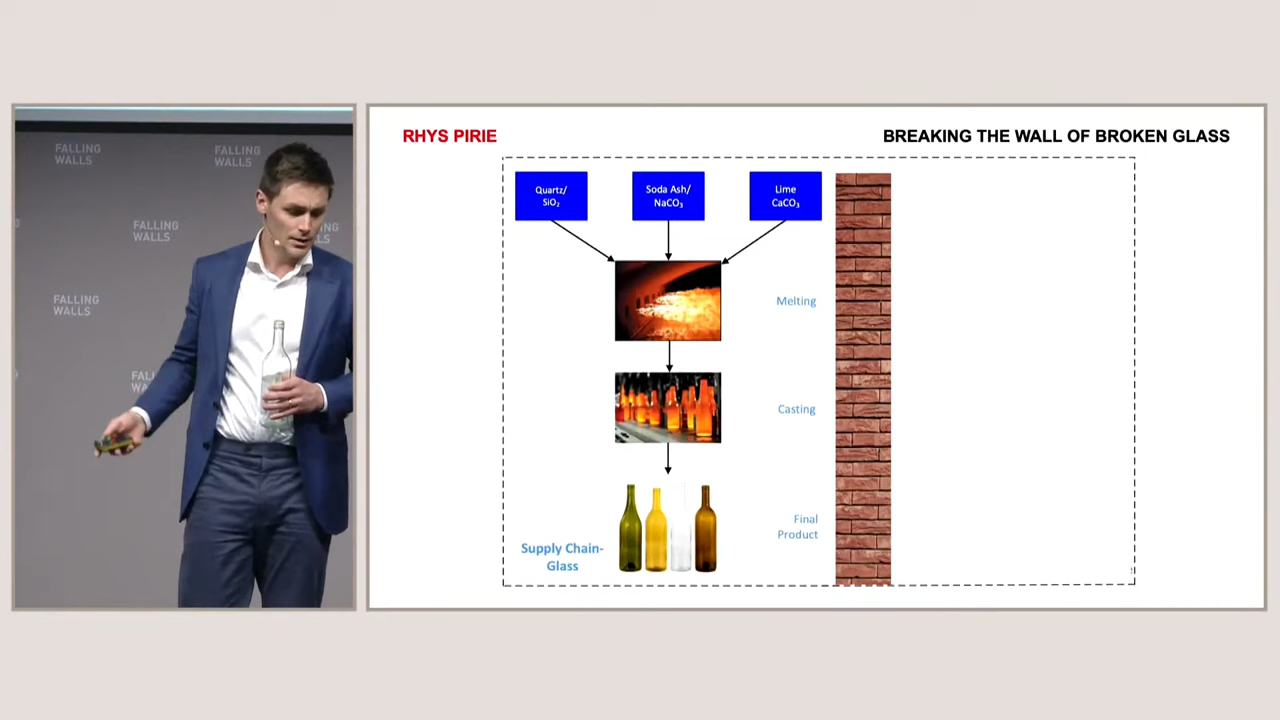 FALLING
WALLS
FALLING
WALLS
FALLING
WALLS
FALLING
WALLS
RHYS PIRIE
BREAKING THE WALL OF BROKEN GLASS
Quartz/
SiO₂
Soda Ash/
NaCO₃
Lime
CaCO₃
Melting
Casting
Final
Product
Supply Chain-
Glass